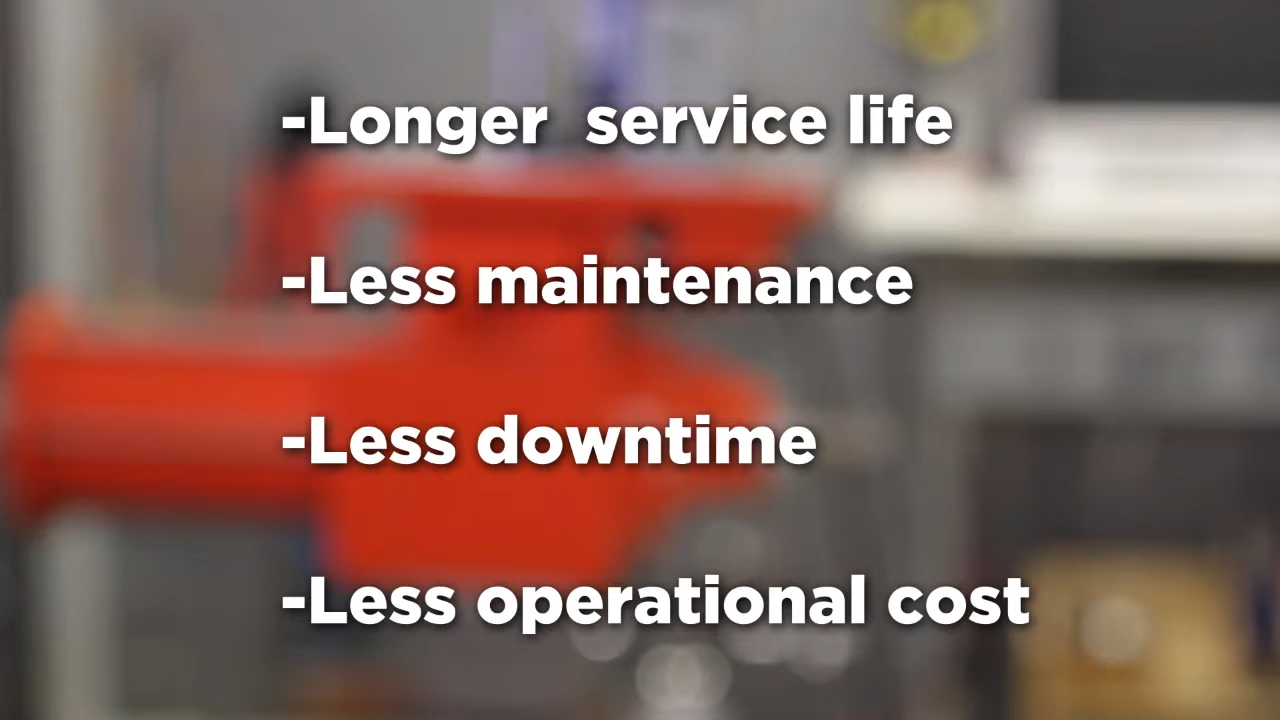 -Longer  service life
-Less maintenance
-Less downtime
-Less operational cost